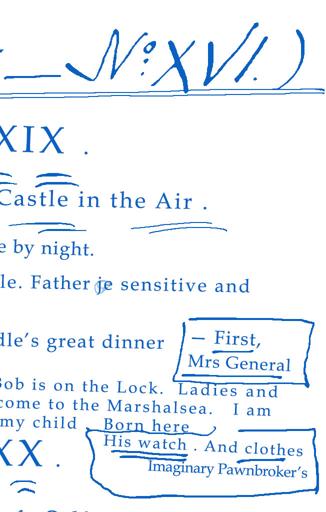 — Nº: XVI.)
XIX .
Castle in the Air .
e by night.
le. Father je sensitive and
dle's great dinner — First,
Mrs General
Bob is on the Lock. Ladies and
come to the Marshalsea. I am
my child . Born here
His watch . And clothes
XX .
Imaginary Pawnbroker's